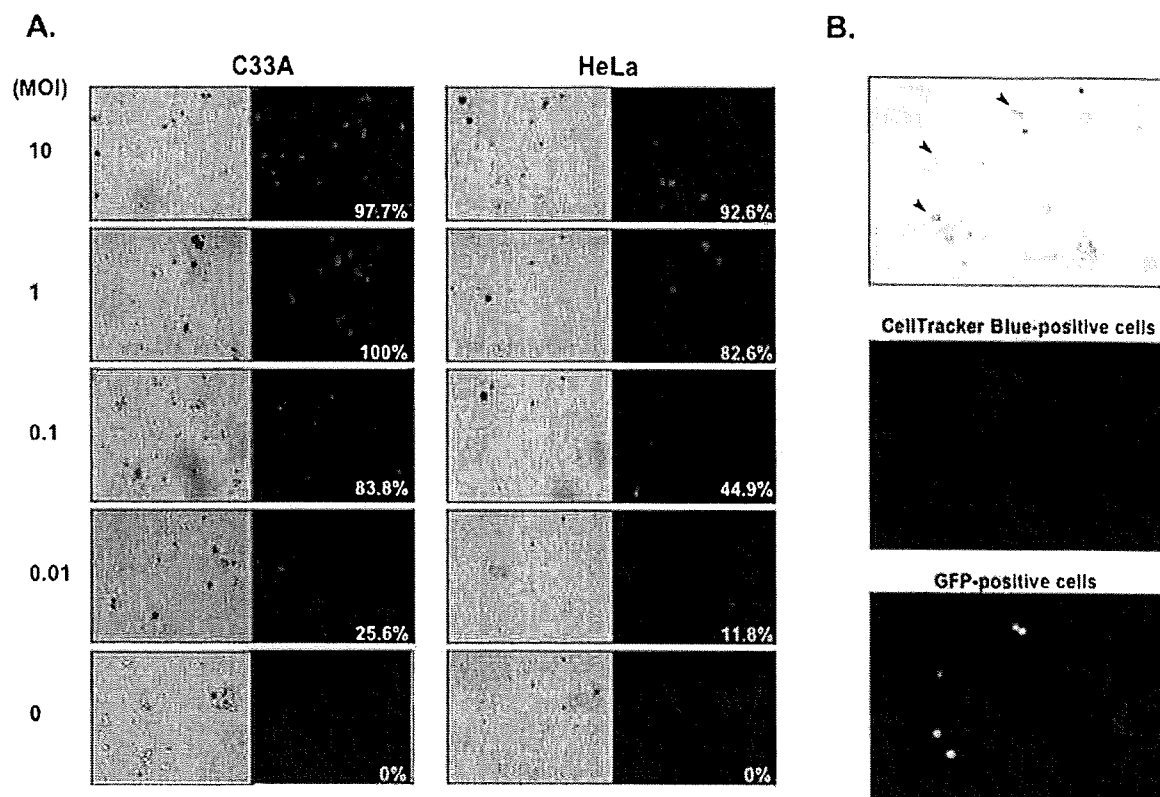 A.
B.
C33A HeLa
(MOI)
10
97.7% 92.6%
1
100% 82.6%
0.1
83.8% 44.9%
0.01
25.6% 11.8%
0
0% 0%
CellTracker Blue-positive cells
GFP-positive cells